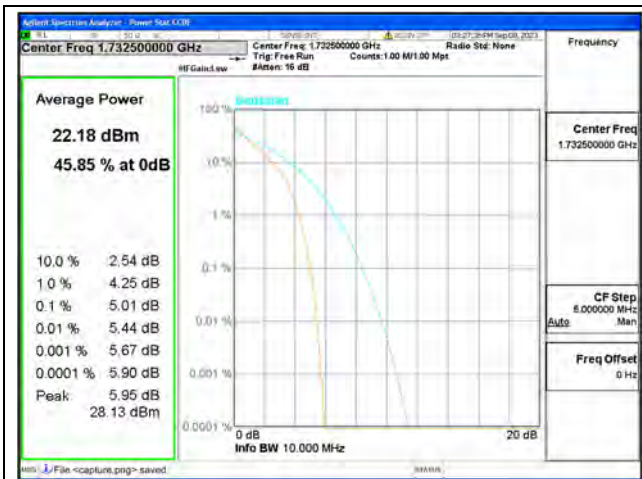 Agilent Spectrum Analyzer - Power Stat CCDF
Center Freq 1.732500000 GHz
Center Freq: 1.732500000 GHz
Radio Std: None
Trig: Free Run
Counts:1.00 M/1.00 Mpt
#IFGain:Low
#Atten: 16 dB
Frequency
Average Power
22.18 dBm
45.85 % at 0dB
10.0 % 2.54 dB
1.0 % 4.25 dB
0.1 % 5.01 dB
0.01 % 5.44 dB
0.001 % 5.67 dB
0.0001 % 5.90 dB
Peak 5.95 dB
28.13 dBm
Gaussian
100 %
10 %
1 %
0.1 %
0.01 %
0.001 %
0.0001 %
0 dB
20 dB
Info BW 10.000 MHz
Center Freq
1.732500000 GHz
CF Step
5.000000 MHz
Auto Man
Freq Offset
0 Hz
MSG
File <capture.png> saved
STATUS